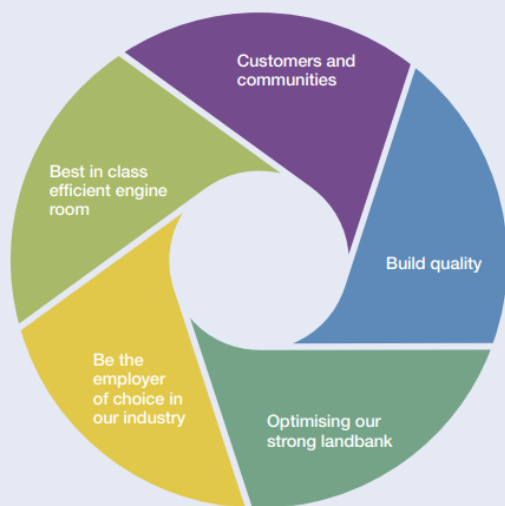 Customers and
communities
Build quality
Optimising our
strong landbank
Be the
employer
of choice in
our industry
Best in class
efficient engine
room